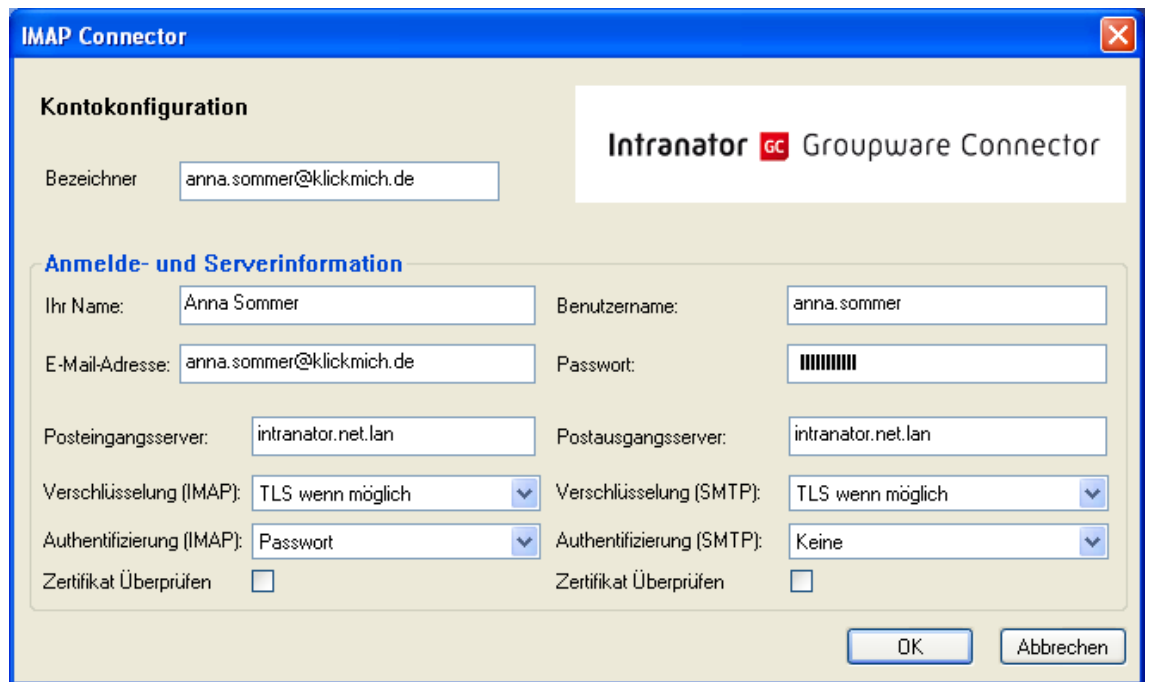 IMAP Connector
Kontokonfiguration
Intranator GC Groupware Connector
Bezeichner anna.sommer@klickmich.de
Anmelde- und Serverinformation
Ihr Name: Anna Sommer Benutzername: anna.sommer
E-Mail-Adresse: anna.sommer@klickmich.de Passwort:
Posteingangsserver: intranator.net.lan Postausgangsserver: intranator.net.lan
Verschlüsselung (IMAP): TLS wenn möglich Verschlüsselung (SMTP): TLS wenn möglich
Authentifizierung (IMAP): Passwort Authentifizierung (SMTP): Keine
Zertifikat Überprüfen Zertifikat Überprüfen
OK Abbrechen